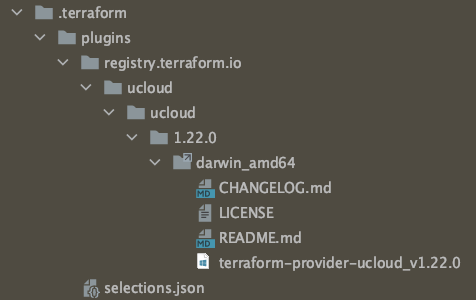 .terraform
plugins
registry.terraform.io
ucloud
ucloud
1.22.0
darwin_amd64
MD CHANGELOG.md
LICENSE
MD README.md
terraform-provider-ucloud_v1.22.0
selections.json